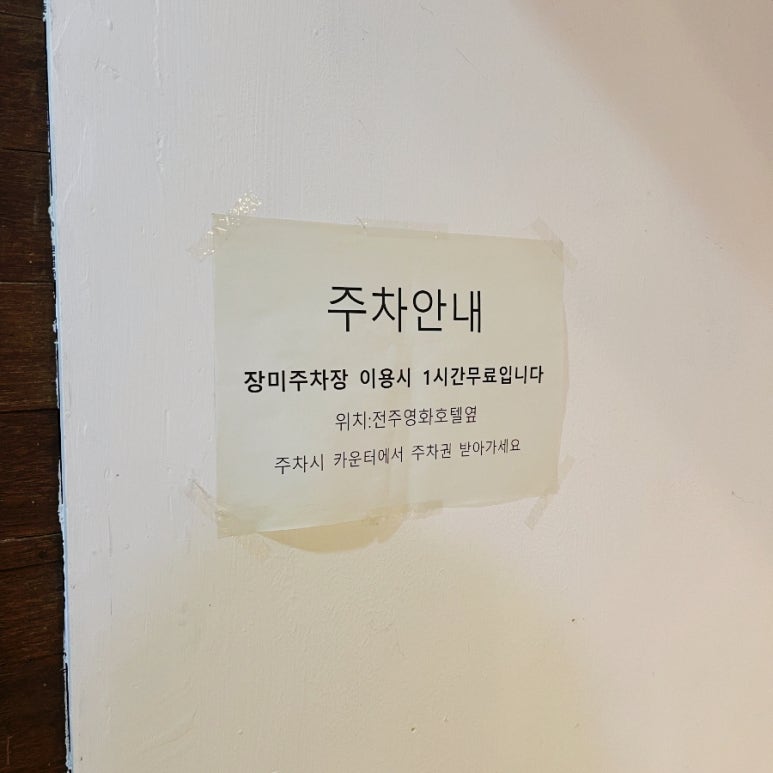 주차안내
장미주차장 이용시 1시간무료입니다
위치:전주영화호텔옆
주차시 카운터에서 주차권 받아가세요